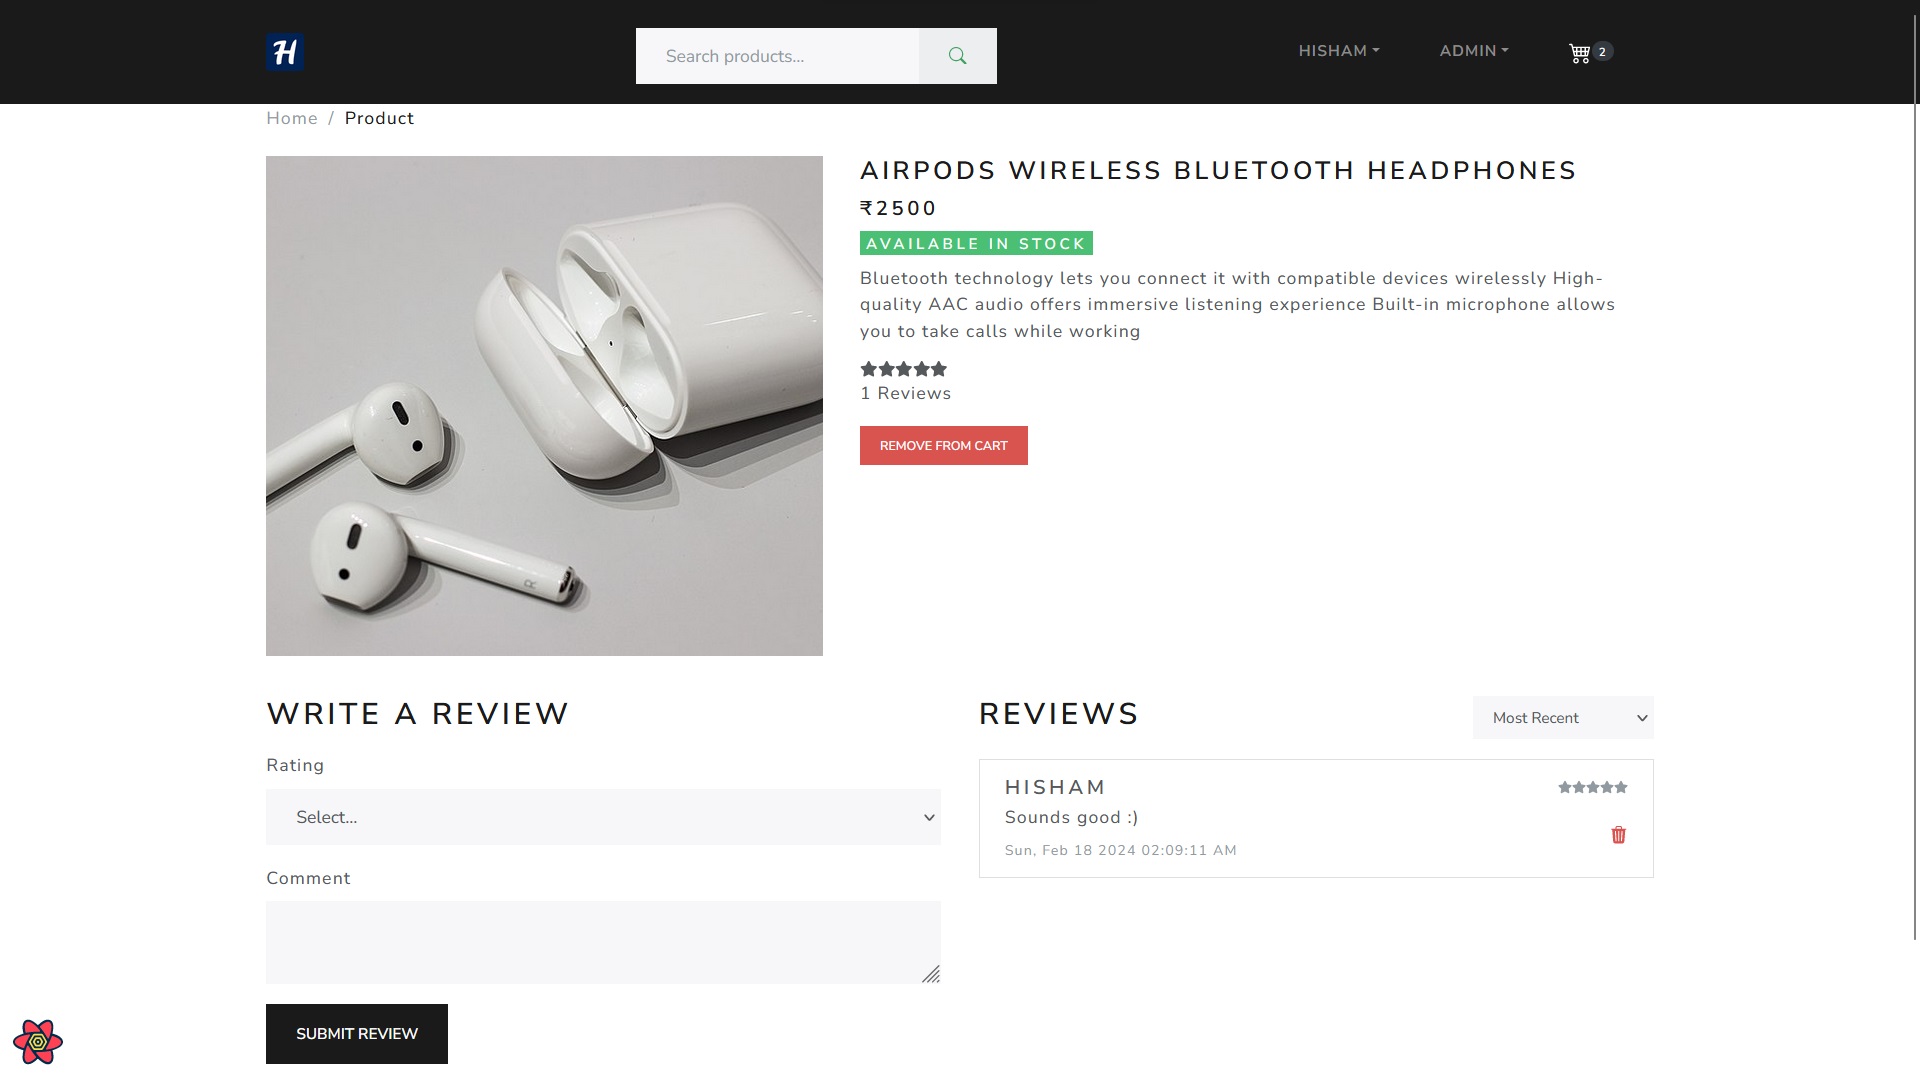 H
Search products...
HISHAM
ADMIN
2
Home / Product
AIRPODS WIRELESS BLUETOOTH HEADPHONES
₹2500
AVAILABLE IN STOCK
Bluetooth technology lets you connect it with compatible devices wirelessly High-
quality AAC audio offers immersive listening experience Built-in microphone allows
you to take calls while working
1 Reviews
REMOVE FROM CART
R
WRITE A REVIEW
Rating
Select...
Comment
SUBMIT REVIEW
REVIEWS
Most Recent
HISHAM
Sounds good :)
Sun, Feb 18 2024 02:09:11 AM